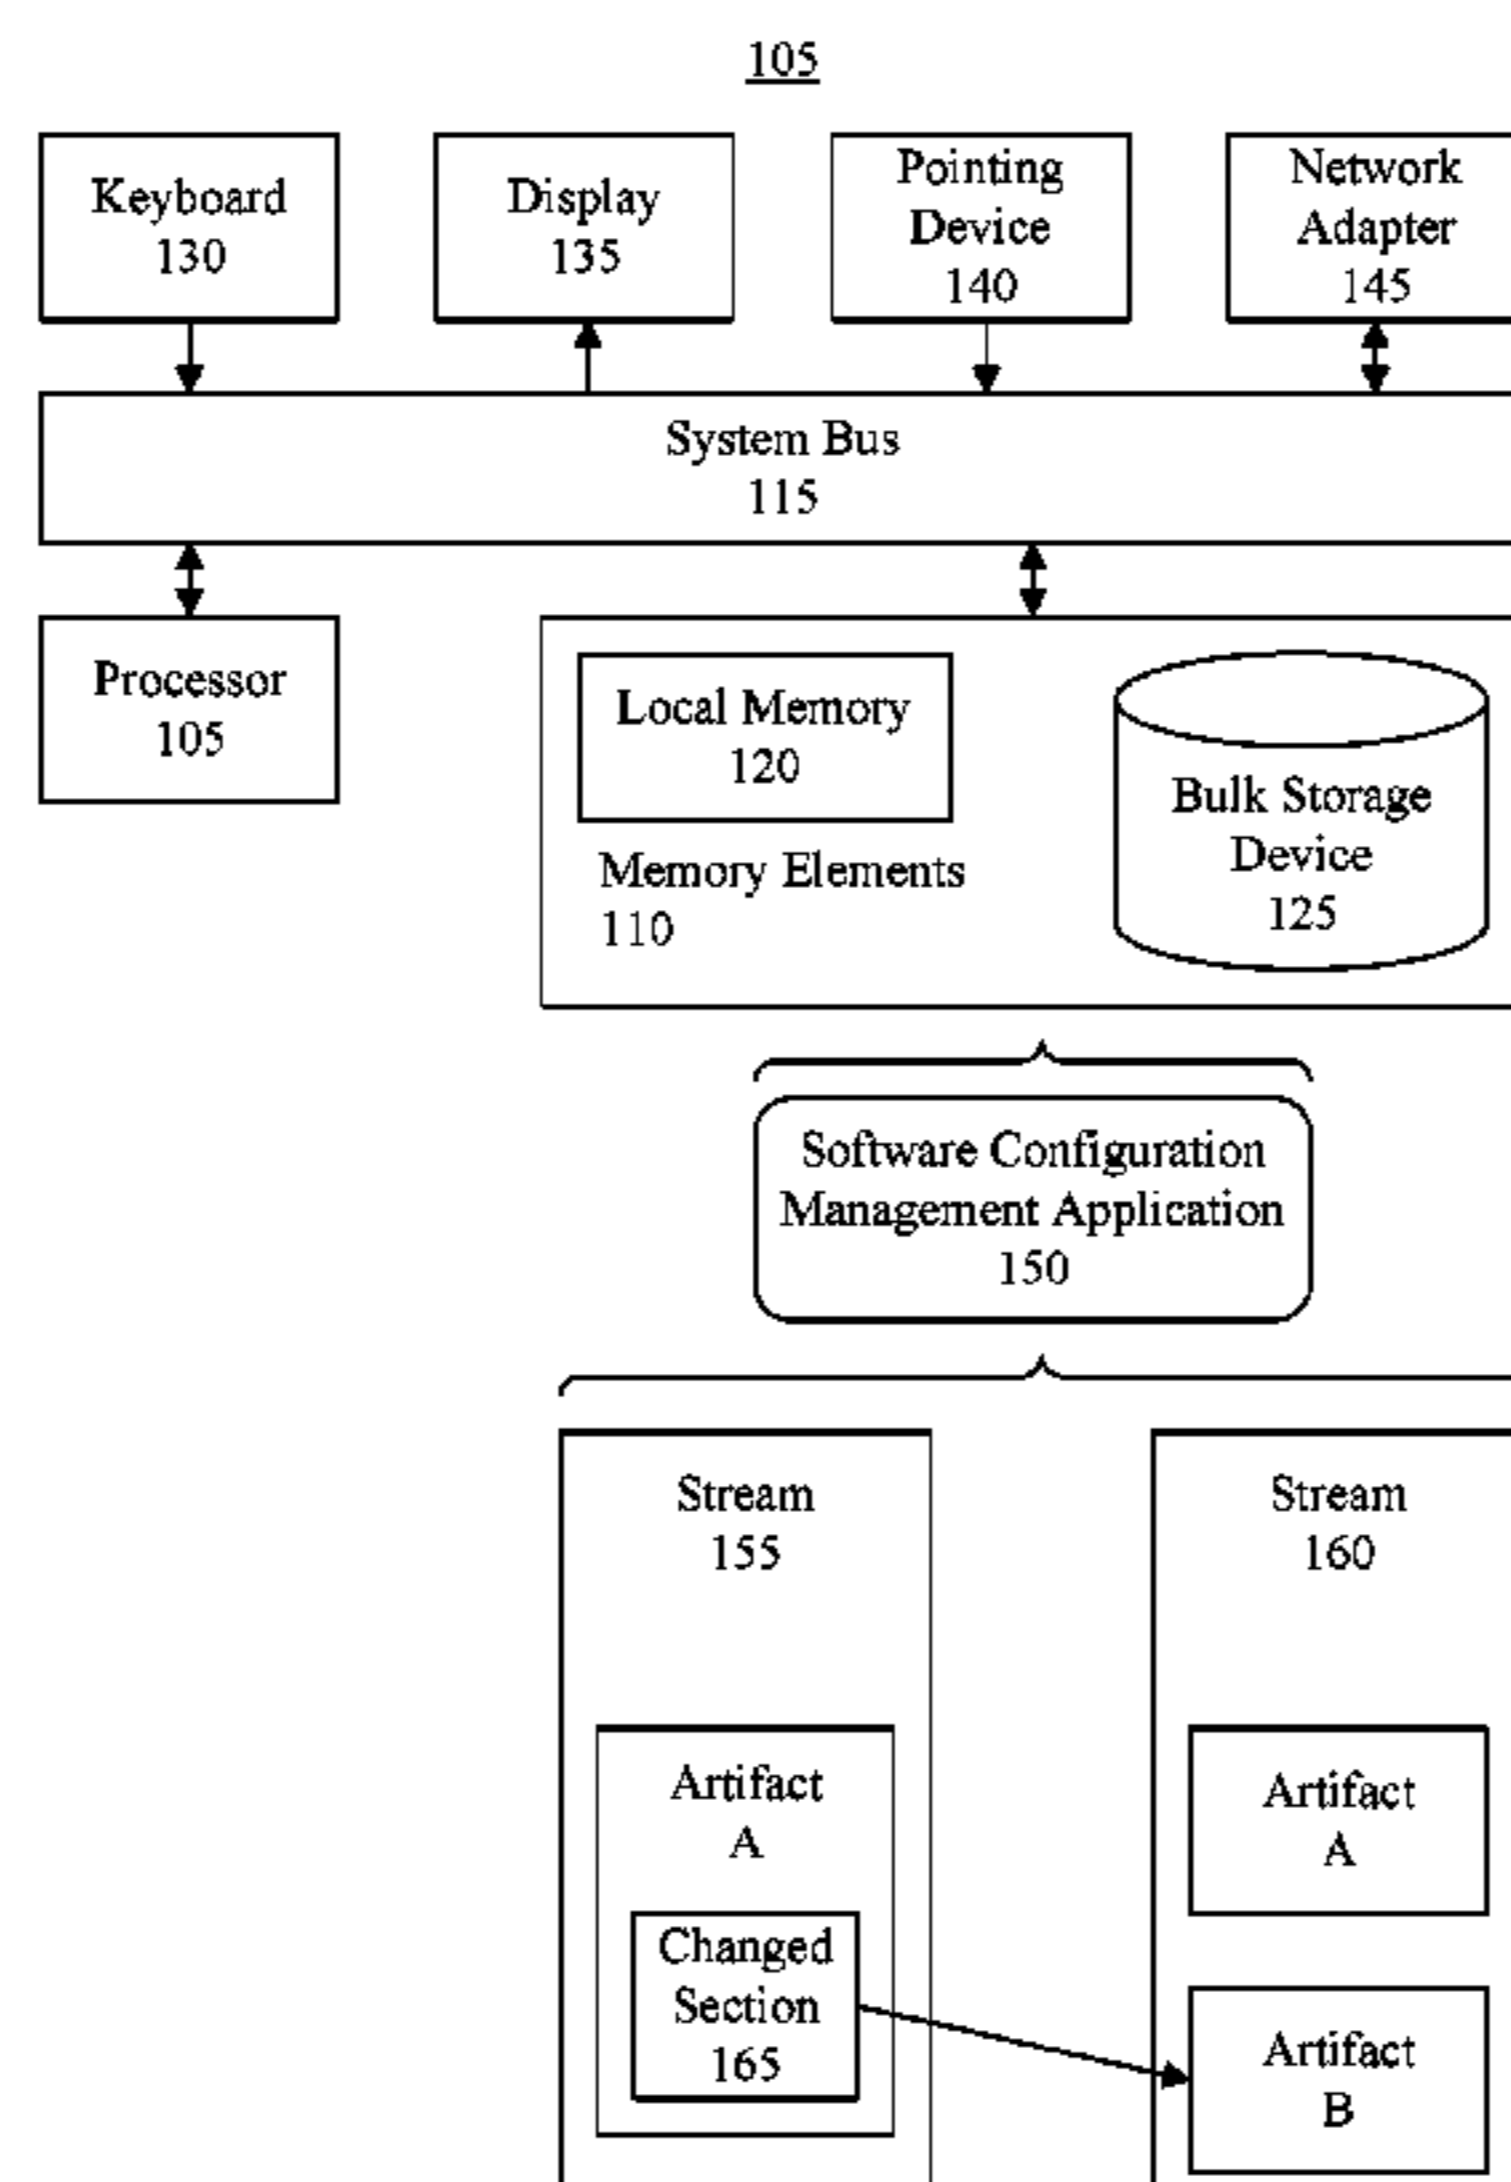 105
Keyboard
130
Display
135
Pointing
Device
140
Network
Adapter
145
System Bus
115
Processor
105
Local Memory
120
Memory Elements
110
Bulk Storage
Device
125
Software Configuration
Management Application
150
Stream
155
Stream
160
Artifact
A
Changed
Section
165
Artifact
A
Artifact
B